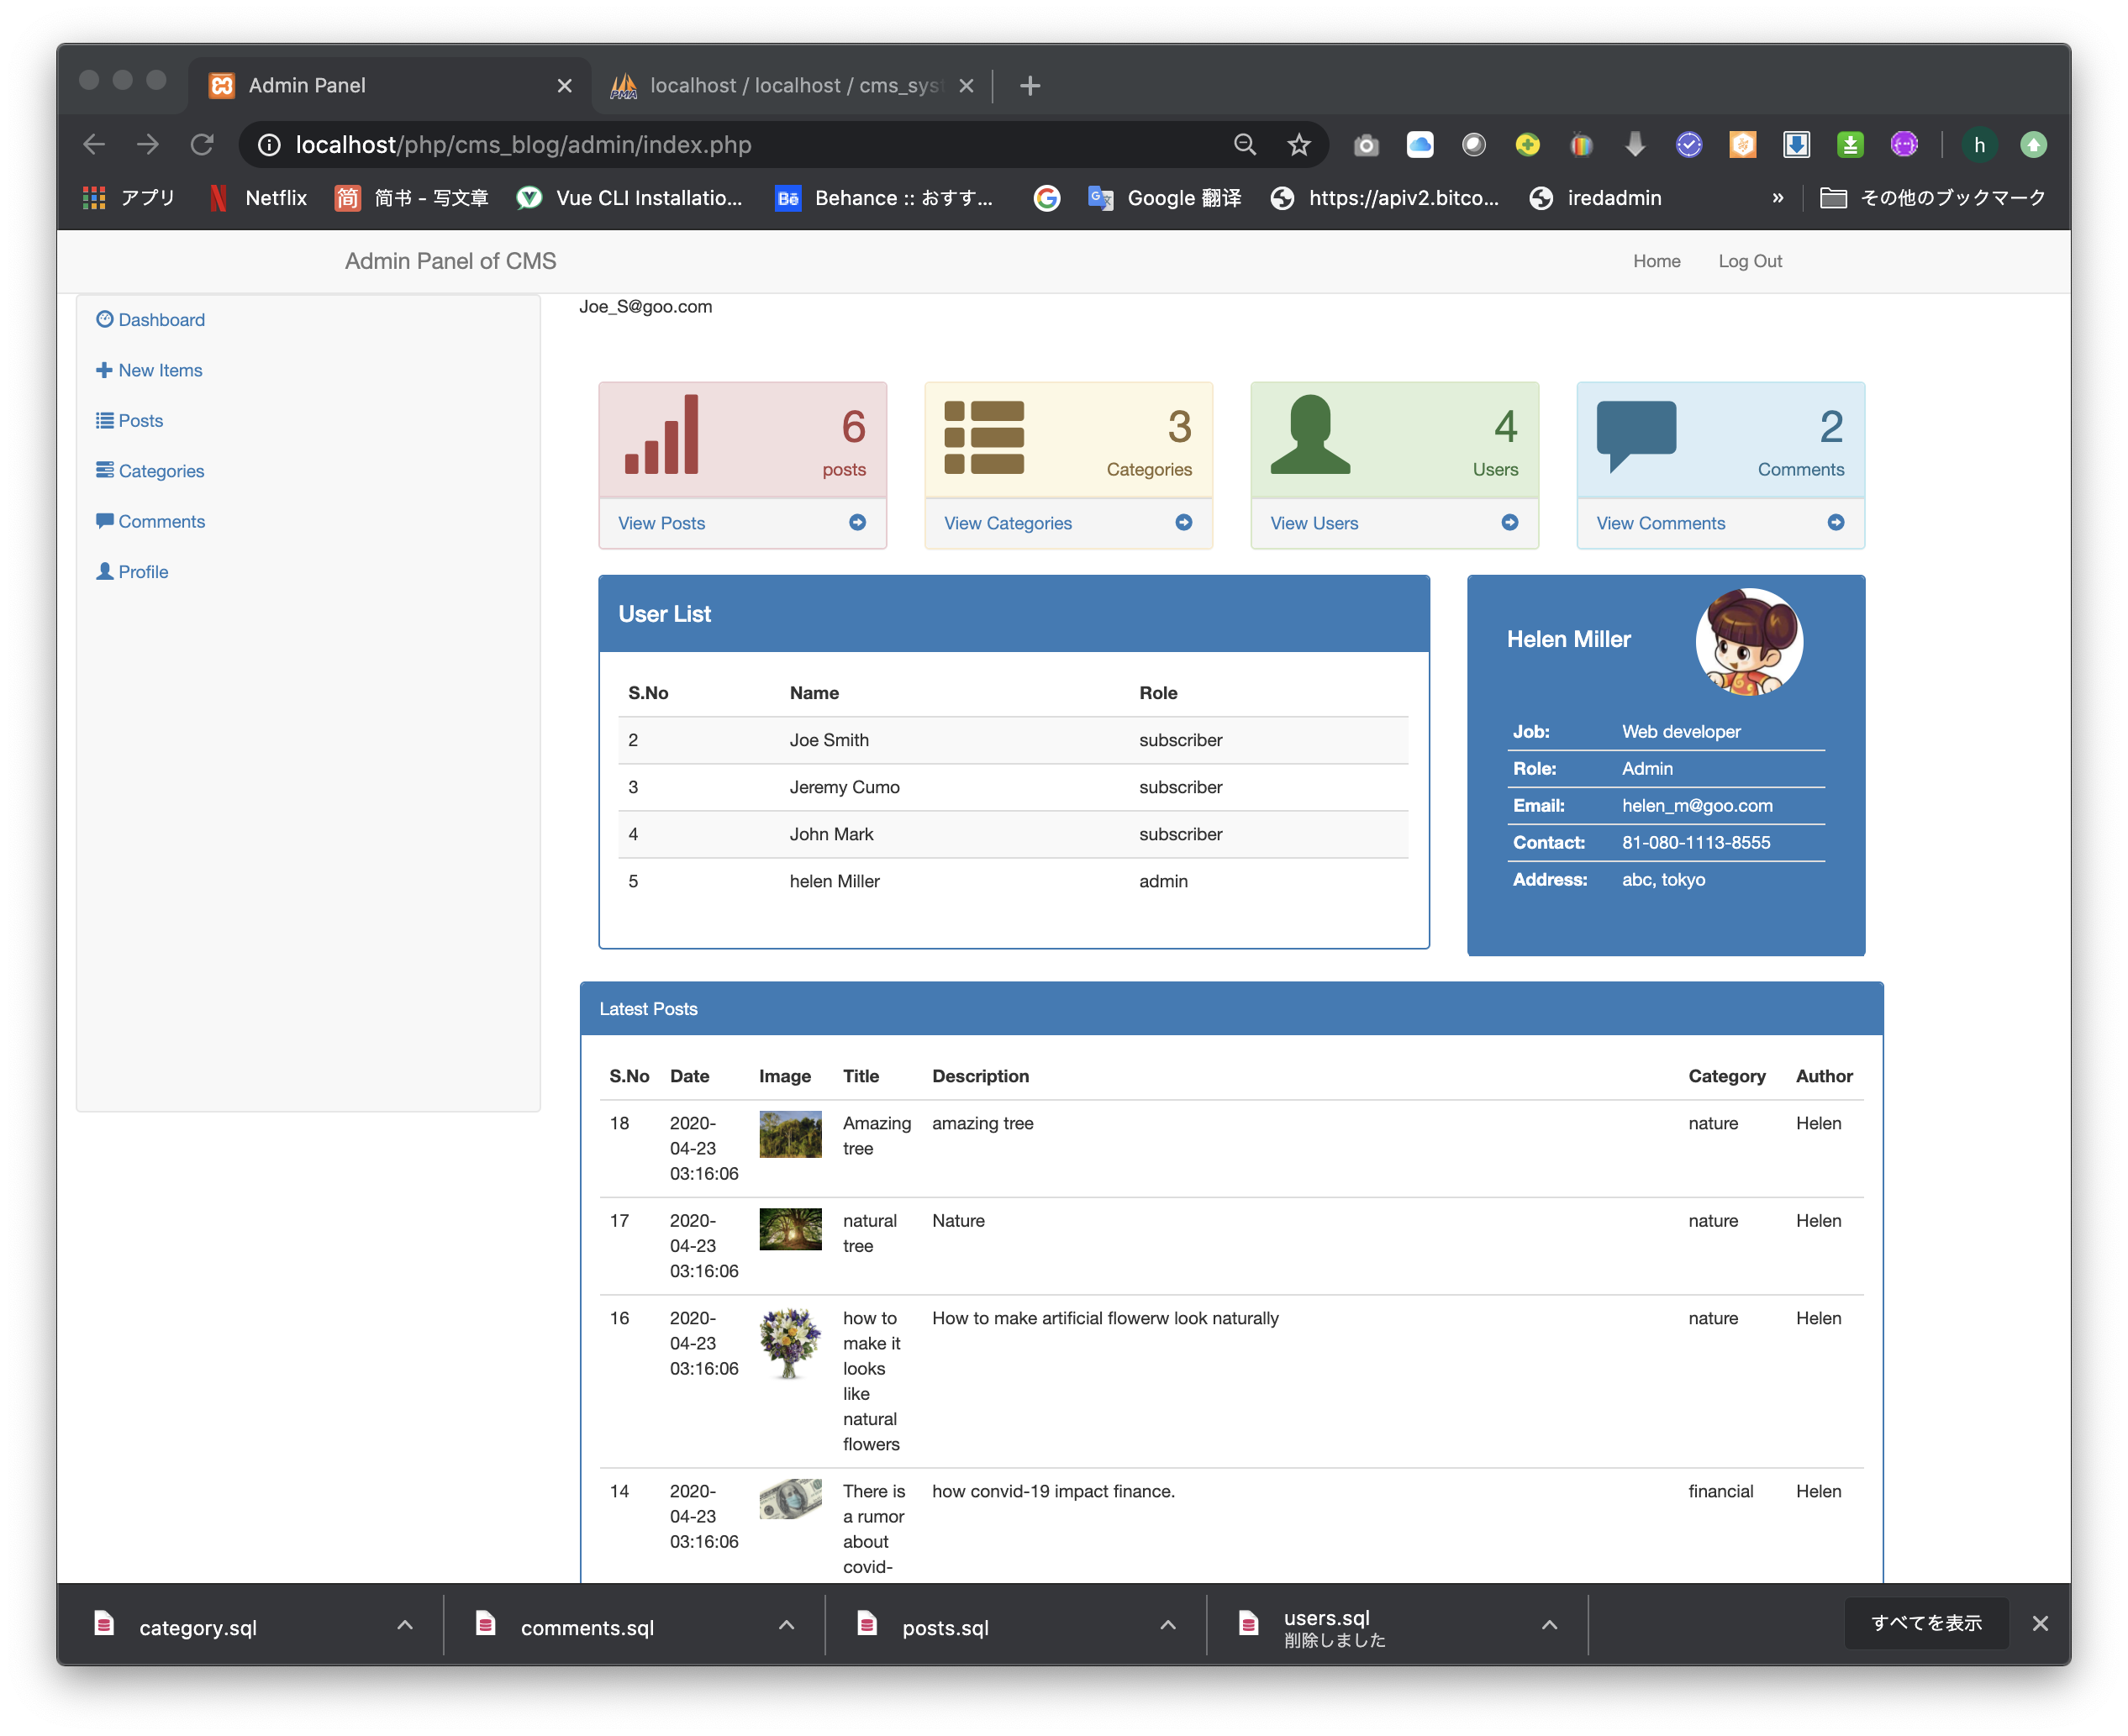 Admin Panel
localhost / localhost / cms_syst
localhost/php/cms_blog/admin/index.php
h
アプリ
Netflix
简 简书 - 写文章
Vue CLI Installatio...
Bē Behance :: おすす...
Google 翻译
https://apiv2.bitco...
iredadmin
»
その他のブックマーク
Admin Panel of CMS
Home
Log Out
Dashboard
New Items
Posts
Categories
Comments
Profile
Joe_S@goo.com
6
posts
View Posts
3
Categories
View Categories
4
Users
View Users
2
Comments
View Comments
User List
S.No Name Role
2 Joe Smith subscriber
3 Jeremy Cumo subscriber
4 John Mark subscriber
5 helen Miller admin
Helen Miller
Job: Web developer
Role: Admin
Email: helen_m@goo.com
Contact: 81-080-1113-8555
Address: abc, tokyo
Latest Posts
S.No Date Image Title Description Category Author
18
2020-
04-23
03:16:06
Amazing
tree
amazing tree
nature
Helen
17
2020-
04-23
03:16:06
natural
tree
Nature
nature
Helen
16
2020-
04-23
03:16:06
how to
make it
looks
like
natural
flowers
How to make artificial flowerw look naturally
nature
Helen
14
2020-
04-23
03:16:06
There is
a rumor
about
covid-
how convid-19 impact finance.
financial
Helen
category.sql
comments.sql
posts.sql
users.sql
削除しました
すべてを表示